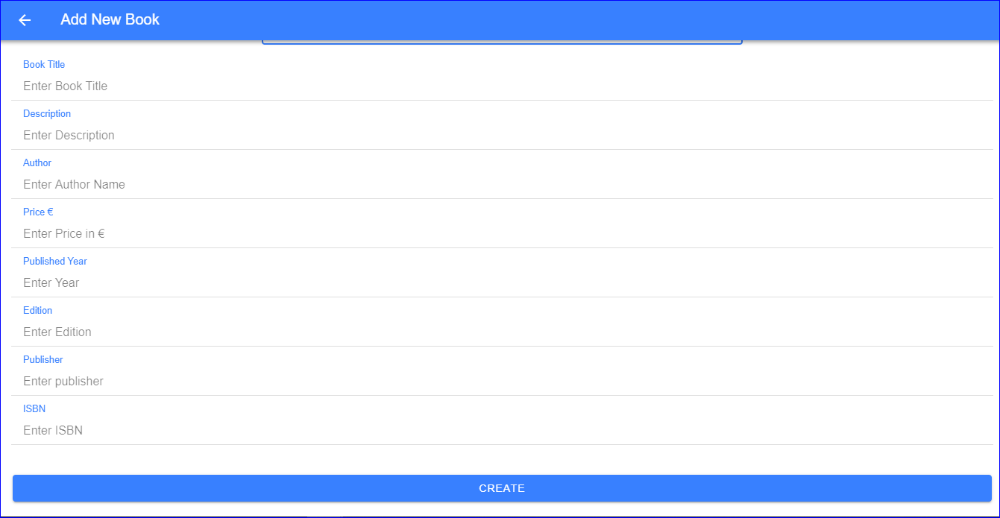 Add New Book
Book Title
Enter Book Title
Description
Enter Description
Author
Enter Author Name
Price €
Enter Price in €
Published Year
Enter Year
Edition
Enter Edition
Publisher
Enter publisher
ISBN
Enter ISBN
CREATE